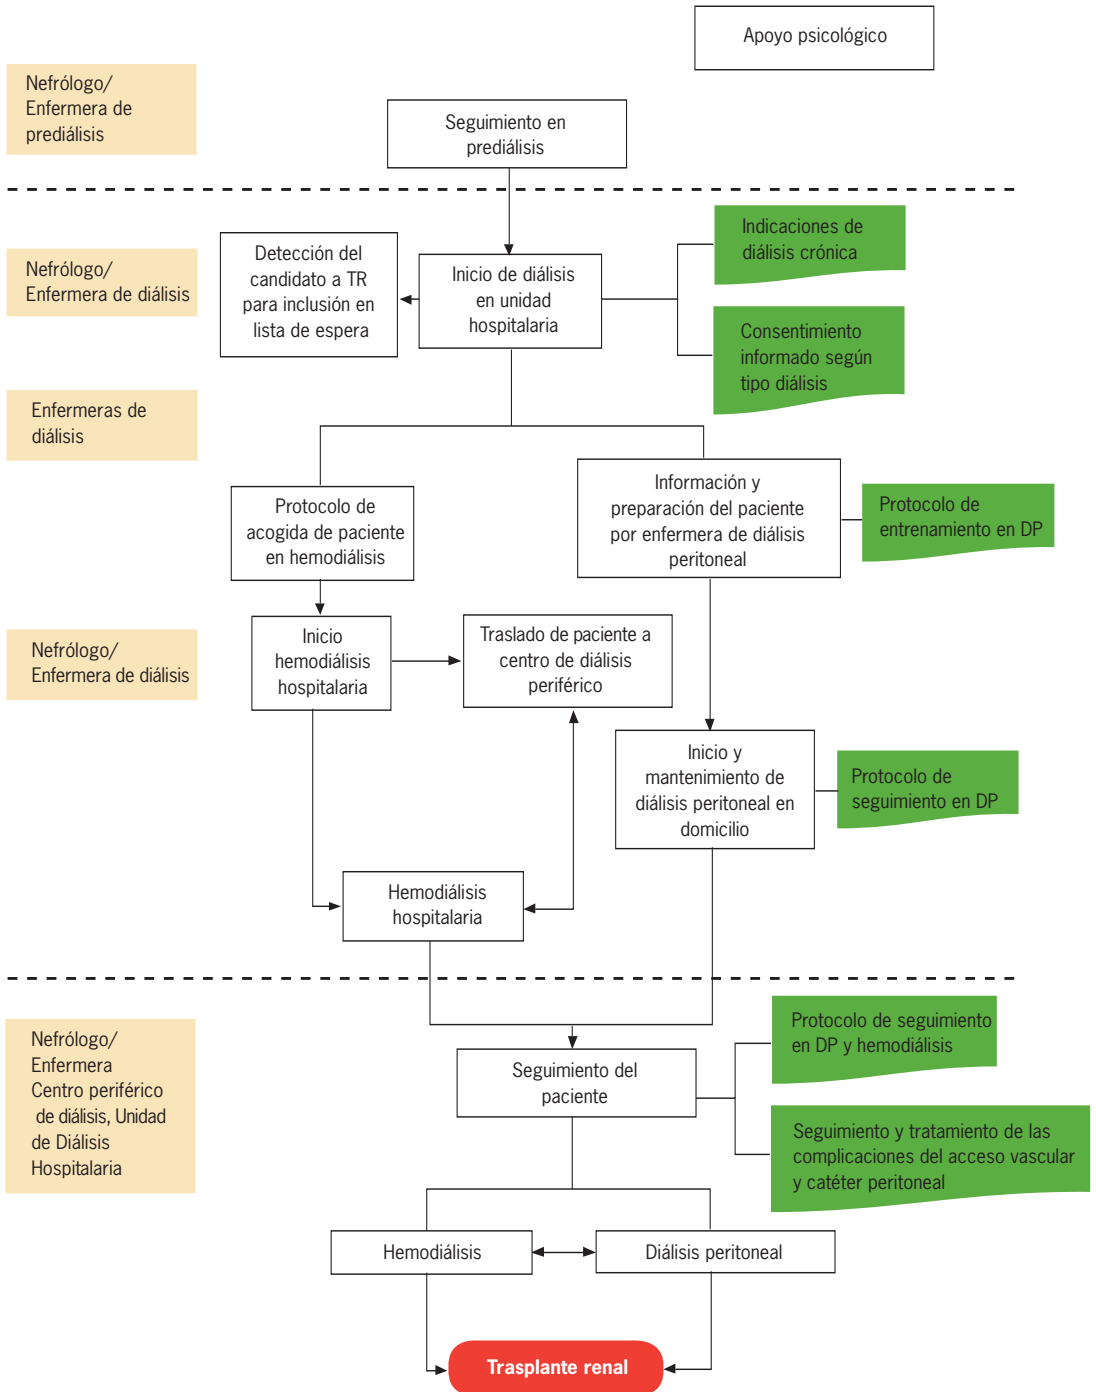 Apoyo psicológico
Nefrólogo/
Enfermera de
prediálisis
Seguimiento en
prediálisis
Nefrólogo/
Enfermera de diálisis
Detección del
candidato a TR
para inclusión en
lista de espera
Inicio de diálisis
en unidad
hospitalaria
Indicaciones de
diálisis crónica
Consentimiento
informado según
tipo diálisis
Enfermeras de
diálisis
Protocolo de
acogida de paciente
en hemodiálisis
Información y
preparación del paciente
por enfermera de diálisis
peritoneal
Protocolo de
entrenamiento en DP
Nefrólogo/
Enfermera de diálisis
Inicio
hemodiálisis
hospitalaria
Traslado de paciente a
centro de diálisis
periférico
Inicio y
mantenimiento de
diálisis peritoneal en
domicilio
Protocolo de
seguimiento en DP
Hemodiálisis
hospitalaria
Nefrólogo/
Enfermera
Centro periférico
de diálisis, Unidad
de Diálisis
Hospitalaria
Seguimiento del
paciente
Protocolo de seguimiento
en DP y hemodiálisis
Seguimiento y tratamiento de las
complicaciones del acceso vascular
y catéter peritoneal
Hemodiálisis
Diálisis peritoneal
Trasplante renal